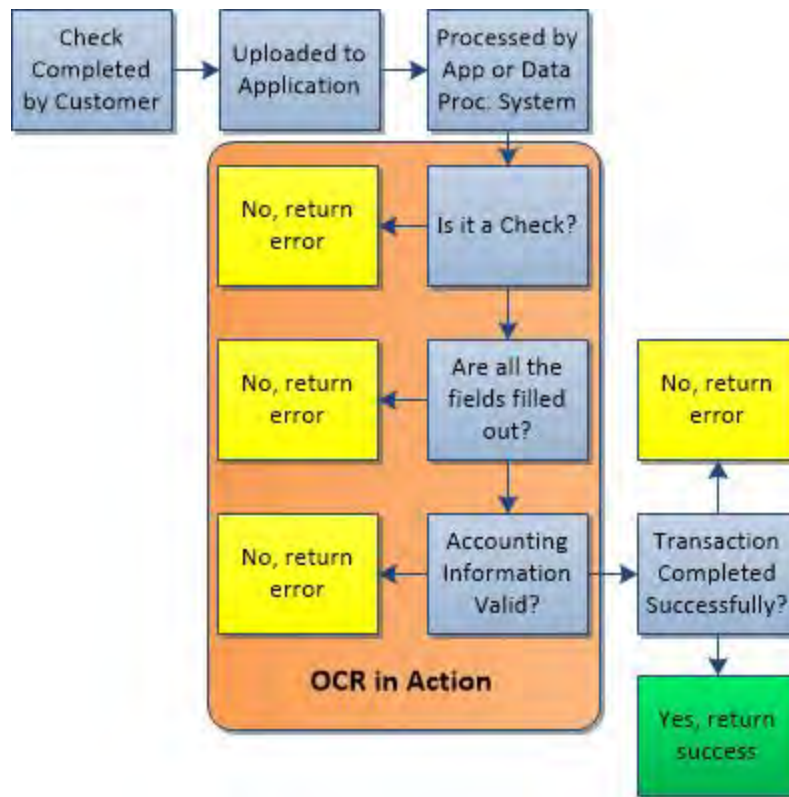 Check
Completed
by Customer
Uploaded to
Application
Processed by
App or Data
Proc. System
No, return
error
Is it a Check?
No, return
error
Are all the
fields filled
out?
No, return
error
No, return
error
Accounting
Information
Valid?
Transaction
Completed
Successfully?
OCR in Action
Yes, return
success